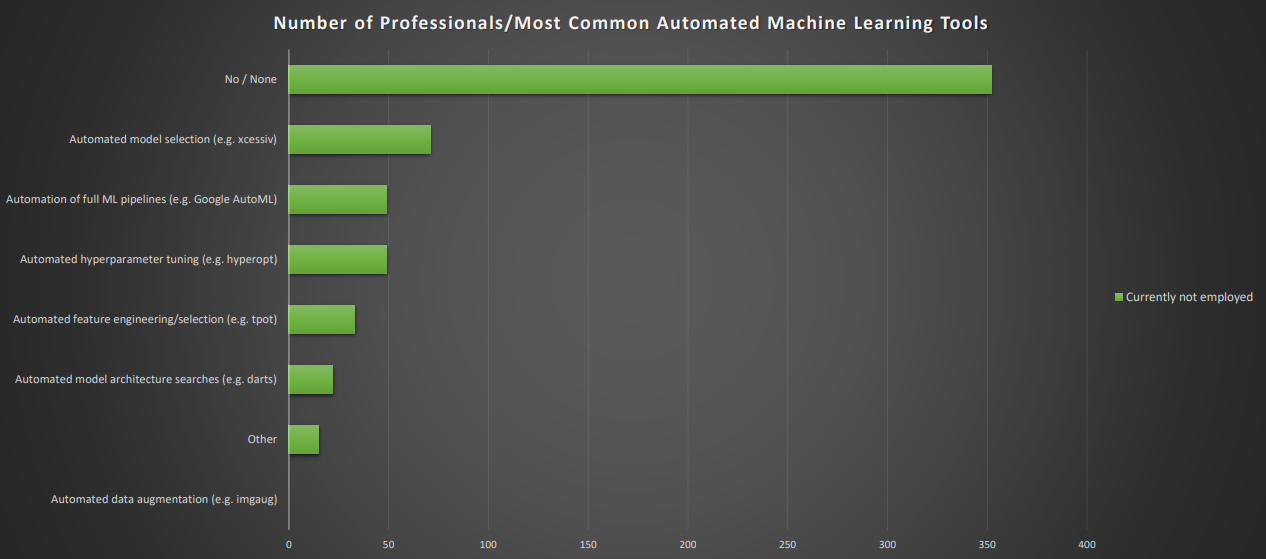 Number of Professionals/Most Common Automated Machine Learning Tools
No / None
Automated model selection (e.g. xcessiv)
Automation of full ML pipelines (e.g. Google AutoML)
Automated hyperparameter tuning (e.g. hyperopt)
Automated feature engineering/selection (e.g. tpot)
Automated model architecture searches (e.g. darts)
Other
Automated data augmentation (e.g. imgaug)
0 50 100 150 200 250 300 350 400
Currently not employed